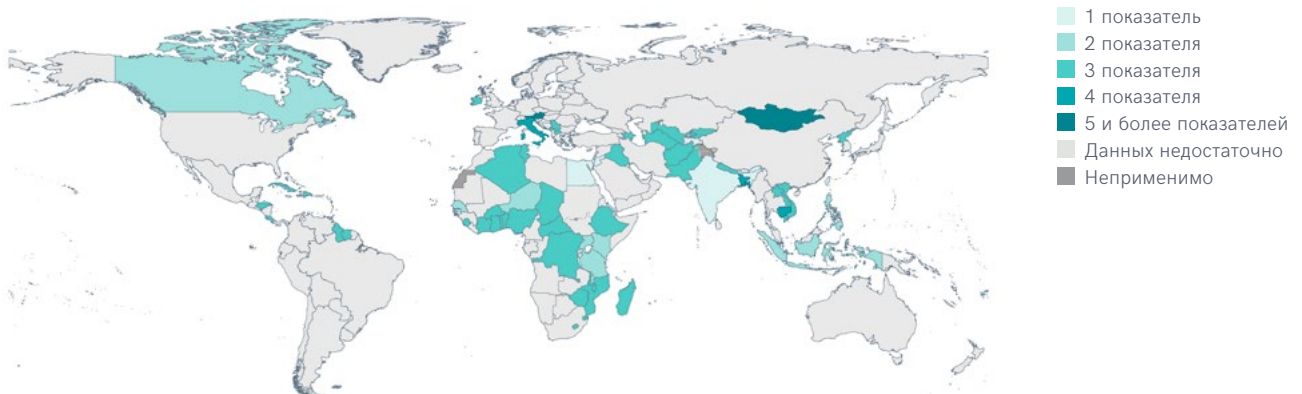 1 показатель
2 показателя
3 показателя
4 показателя
5 и более показателей
Данных недостаточно
Неприменимо